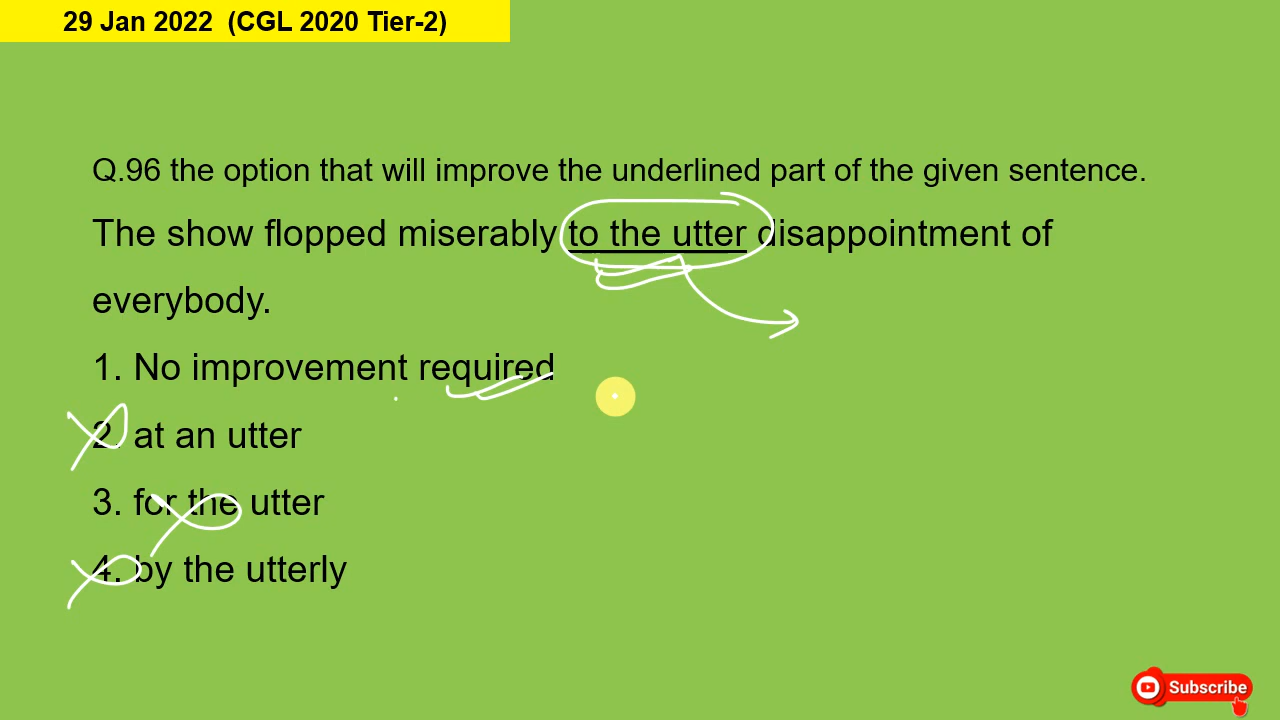 29 Jan 2022 (CGL 2020 Tier-2)
Q.96 the option that will improve the underlined part of the given sentence.
The show flopped miserably to the utter disappointment of
everybody.
1. No improvement required
2. at an utter
3. for the utter
4. by the utterly
Subscribe